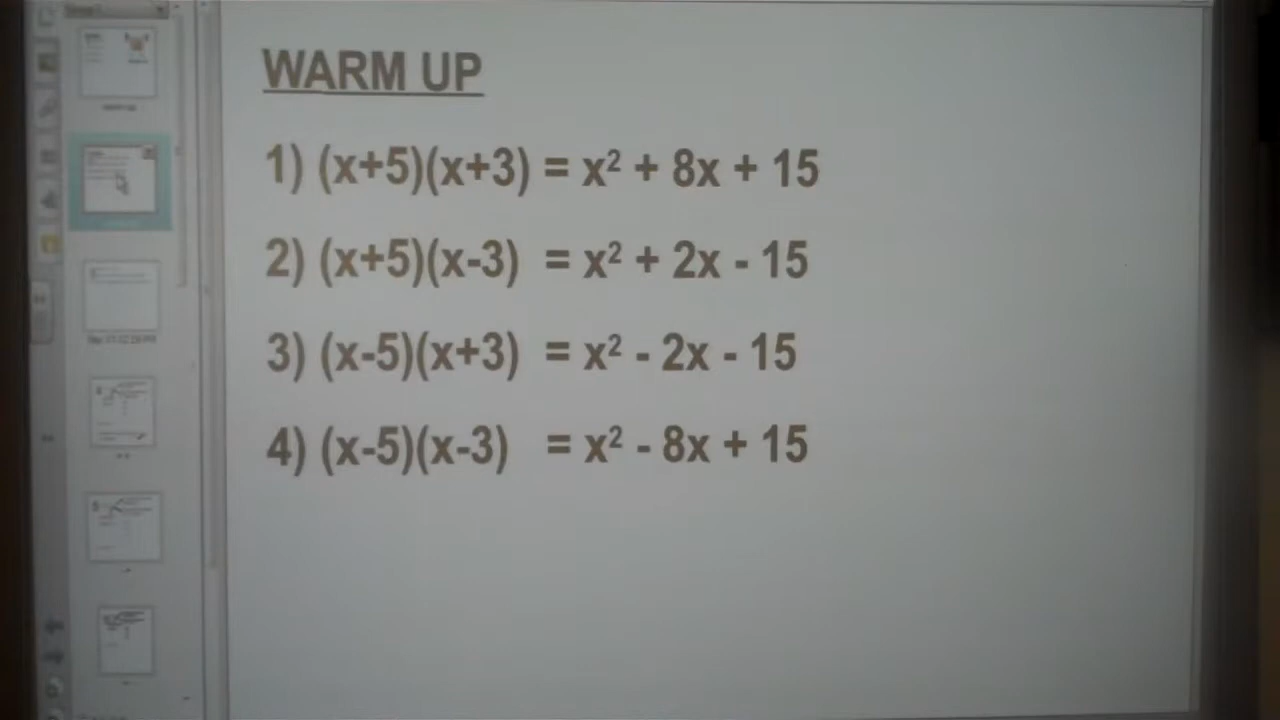 WARM UP
1) (x+5)(x+3) = x² + 8x + 15
2) (x+5)(x-3) = x² + 2x - 15
3) (x-5)(x+3) = x² - 2x - 15
4) (x-5)(x-3) = x² - 8x + 15